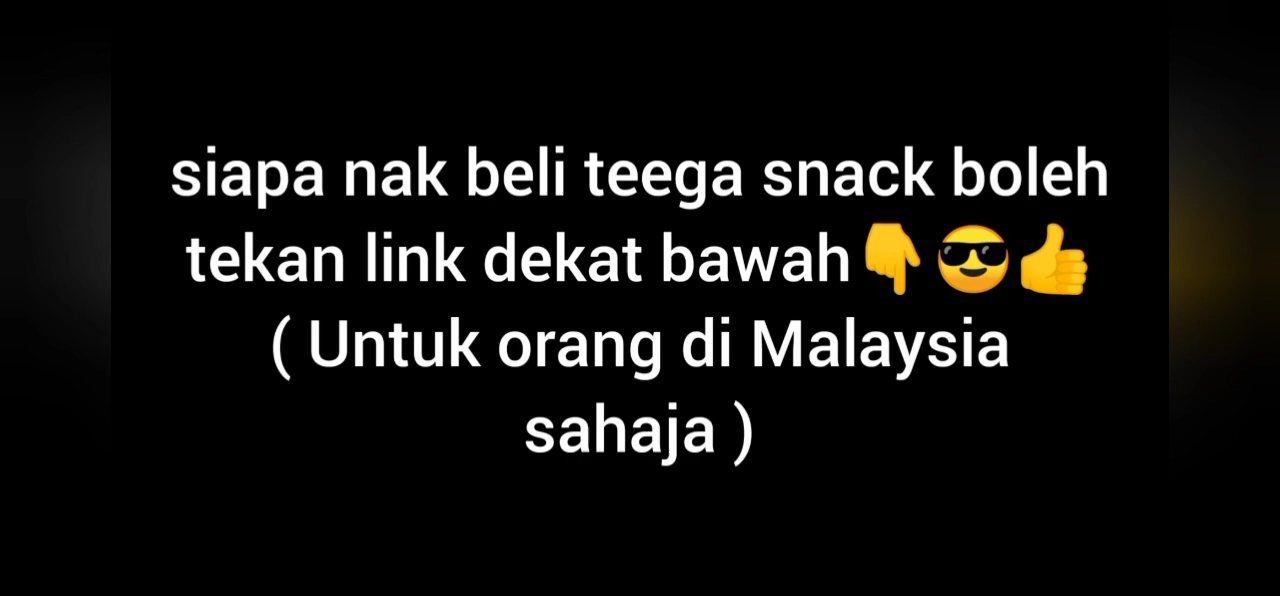 siapa nak beli teega snack boleh
tekan link dekat bawah👇😎👍
( Untuk orang di Malaysia
sahaja )